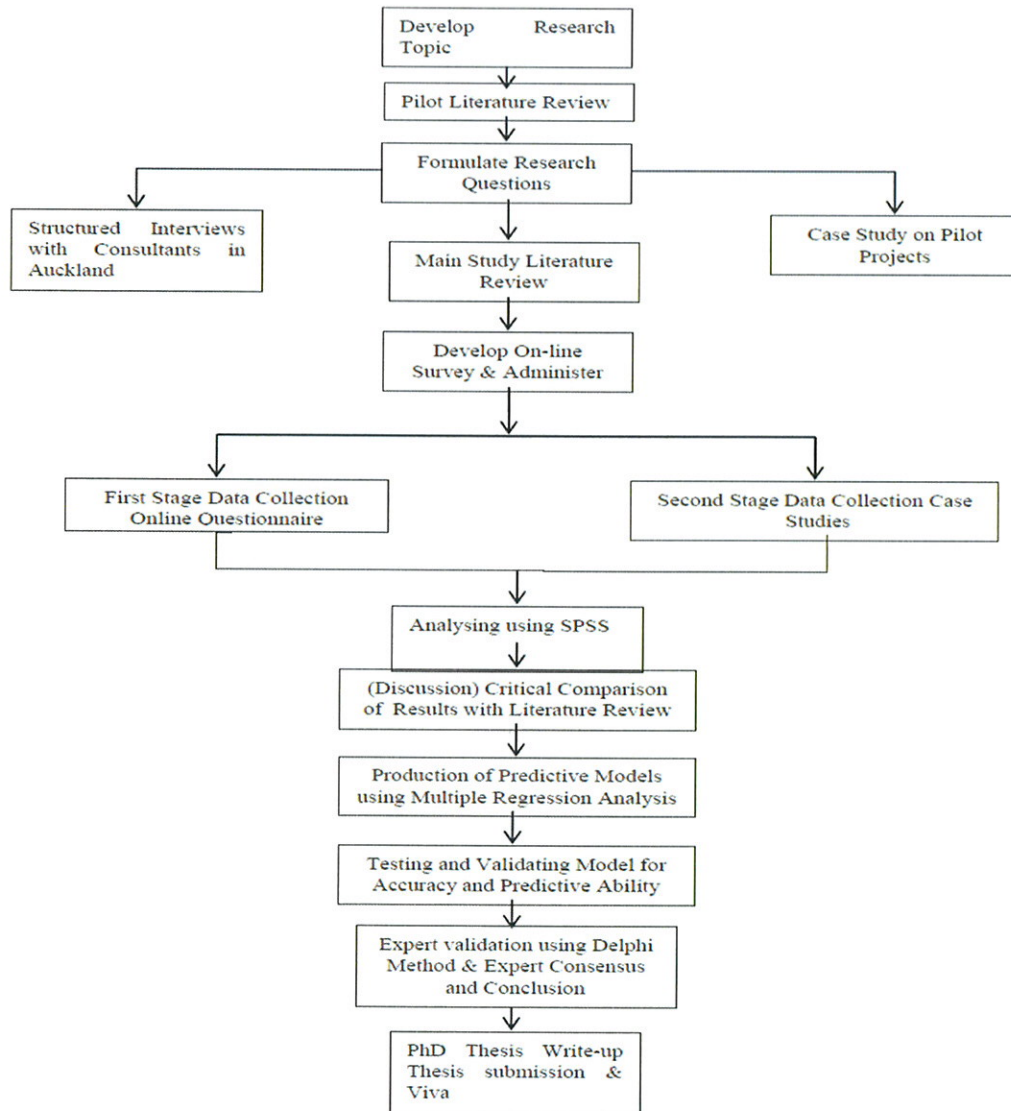 Develop Research
Topic
Pilot Literature Review
Formulate Research
Questions
Structured Interviews
with Consultants in
Auckland
Case Study on Pilot
Projects
Main Study Literature
Review
Develop On-line
Survey & Administer
First Stage Data Collection
Online Questionnaire
Second Stage Data Collection Case
Studies
Analysing using SPSS
(Discussion) Critical Comparison
of Results with Literature Review
Production of Predictive Models
using Multiple Regression Analysis
Testing and Validating Model for
Accuracy and Predictive Ability
Expert validation using Delphi
Method & Expert Consensus
and Conclusion
PhD Thesis Write-up
Thesis submission &
Viva